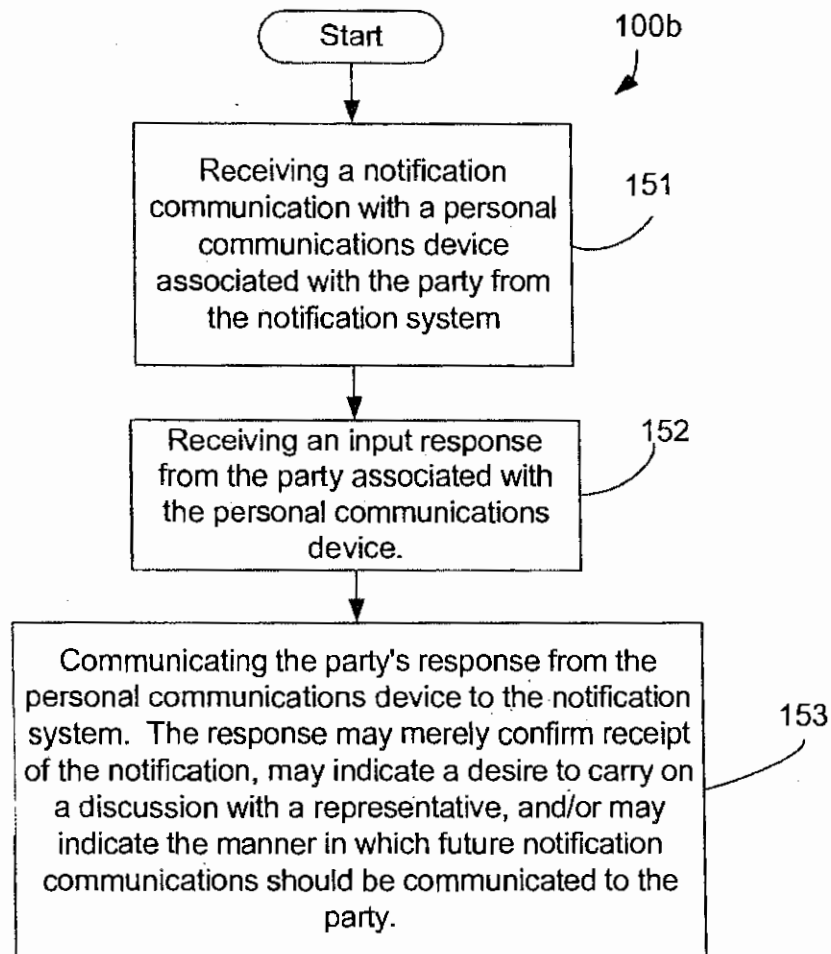 Start
100b
Receiving a notification
communication with a personal
communications device
associated with the party from
the notification system
151
Receiving an input response
from the party associated with
the personal communications
device.
152
Communicating the party's response from the
personal communications device to the notification
system.  The response may merely confirm receipt
of the notification, may indicate a desire to carry on
a discussion with a representative, and/or may
indicate the manner in which future notification
communications should be communicated to the
party.
153